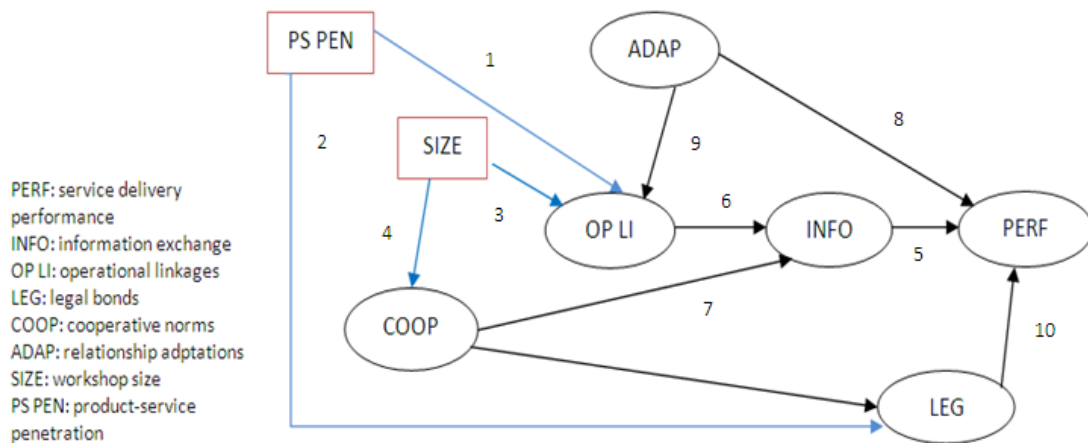 PS PEN
1
ADAP
8
2
SIZE
9
3
6
OP LI
INFO
PERF
5
4
COOP
7
10
LEG
PERF: service delivery
performance
INFO: information exchange
OP LI: operational linkages
LEG: legal bonds
COOP: cooperative norms
ADAP: relationship adptations
SIZE: workshop size
PS PEN: product-service
penetration